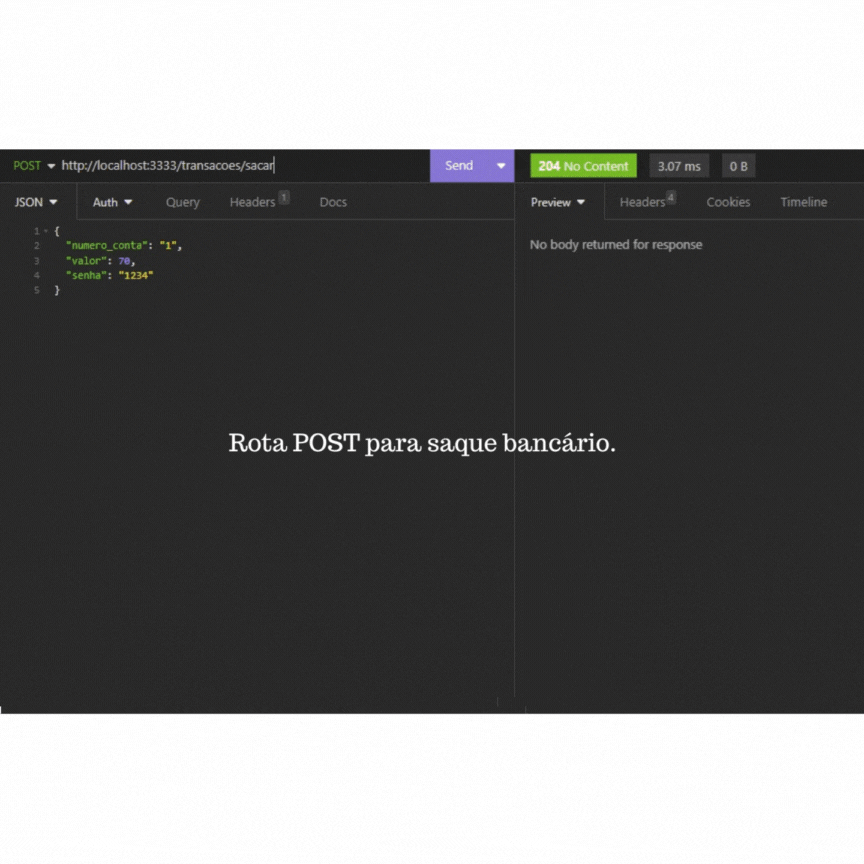 POST http://localhost:3333/transacoes/sacar Send 204 No Content 3.07 ms 0 B
JSON Auth Query Headers 1 Docs Preview Headers 4 Cookies Timeline
1 {
2 "numero_conta": "1",
3 "valor": 70,
4 "senha": "1234"
5 }
No body returned for response
Rota POST para saque bancário.